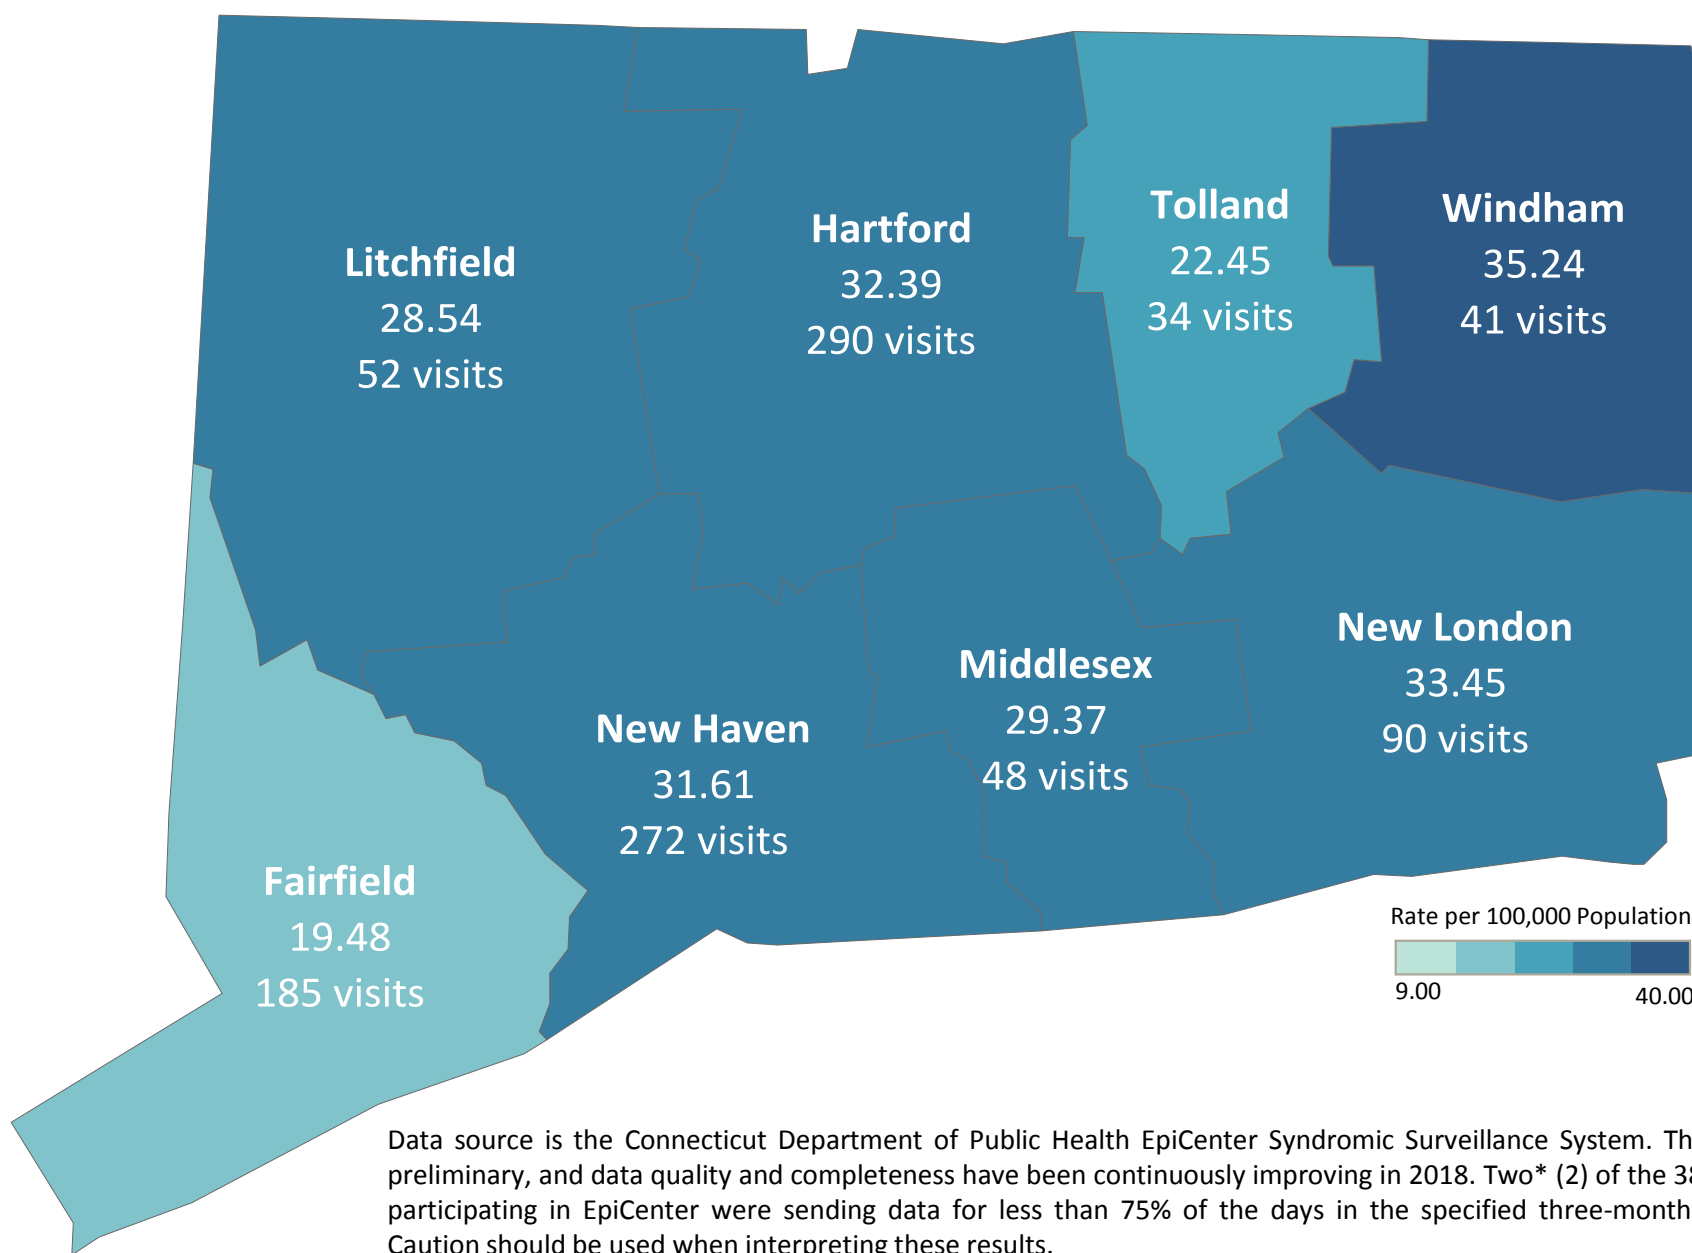 Litchfield
28.54
52 visits
Hartford
32.39
290 visits
Tolland
22.45
34 visits
Windham
35.24
41 visits
New Haven
31.61
272 visits
Middlesex
29.37
48 visits
New London
33.45
90 visits
Fairfield
19.48
185 visits
Rate per 100,000 Population
9.00
40.00
Data source is the Connecticut Department of Public Health EpiCenter Syndromic Surveillance System.
preliminary, and data quality and completeness have been continuously improving in 2018. Two* (2) of the 38
participating in EpiCenter were sending data for less than 75% of the days in the specified three-month
Caution should be used when interpreting these results.